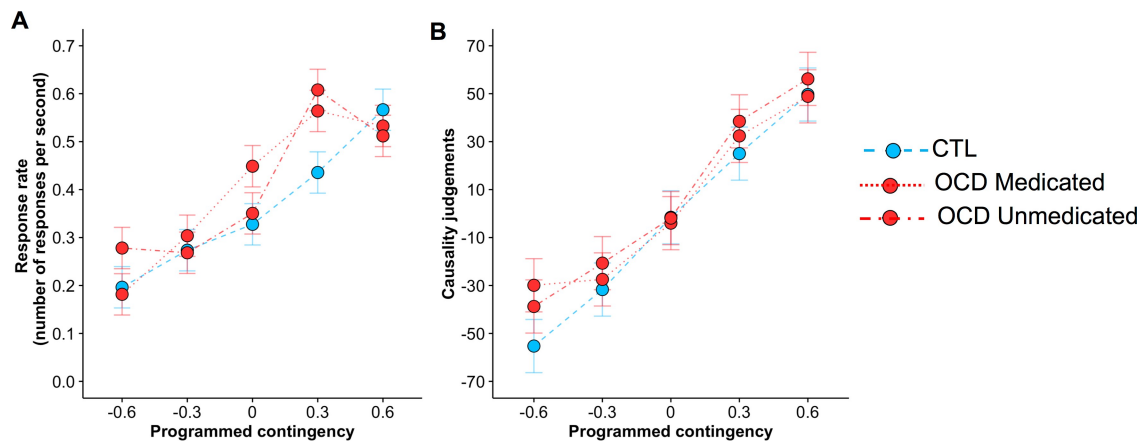 A
Response rate
(number of responses per second)
0.7
0.6
0.5
0.4
0.3
0.2
0.1
0.0
-0.6
-0.3
0
0.3
0.6
Programmed contingency
B
Causality judgements
70
50
30
10
-10
-30
-50
-70
-0.6
-0.3
0
0.3
0.6
Programmed contingency
CTL
OCD Medicated
OCD Unmedicated